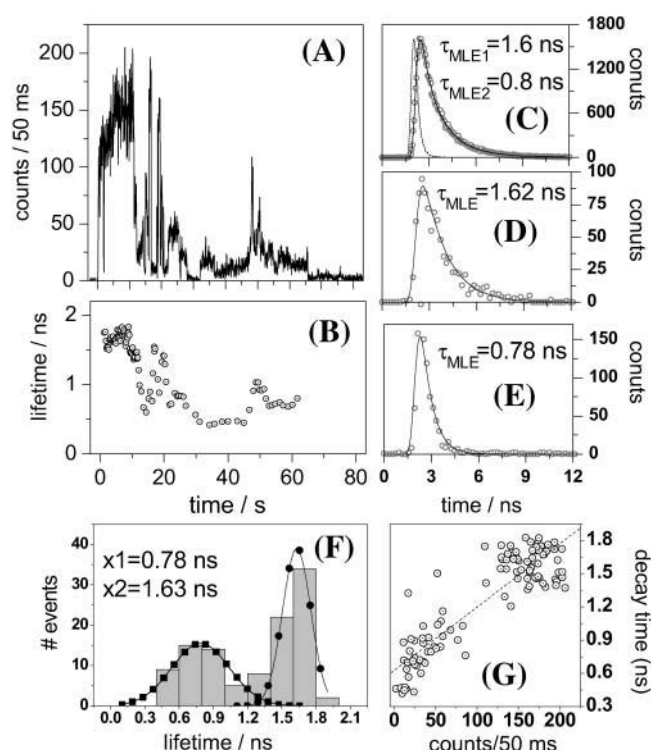 (A)
counts / 50 ms
200
150
100
50
0
(B)
lifetime / ns
2
1
0
0 20 40 60 80
time / s
τMLE1=1.6 ns
τMLE2=0.8 ns
(C)
conuts
1800
1200
600
0
τMLE=1.62 ns
(D)
conuts
100
75
50
25
0
τMLE=0.78 ns
(E)
conuts
150
100
50
0
0 3 6 9 12
time / ns
(F)
x1=0.78 ns
x2=1.63 ns
# events
40
30
20
10
0
0.0 0.3 0.6 0.9 1.2 1.5 1.8 2.1
lifetime / ns
(G)
decay time (ns)
1.8
1.5
1.2
0.9
0.6
0.3
0 50 100 150 200
counts/50 ms